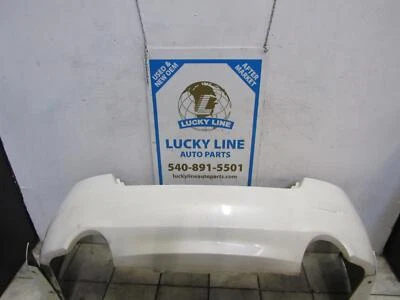 USED &
NEW OEM
AFTER
MARKET
L
LUCKY LINE
LUCKY LINE
AUTO PARTS
540-891-5501
luckylineautoparts.com